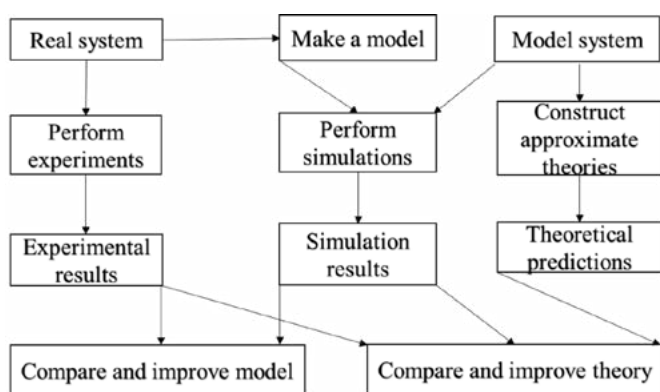 Real system
Make a model
Model system
Perform
experiments
Perform
simulations
Construct
approximate
theories
Experimental
results
Simulation
results
Theoretical
predictions
Compare and improve model
Compare and improve theory